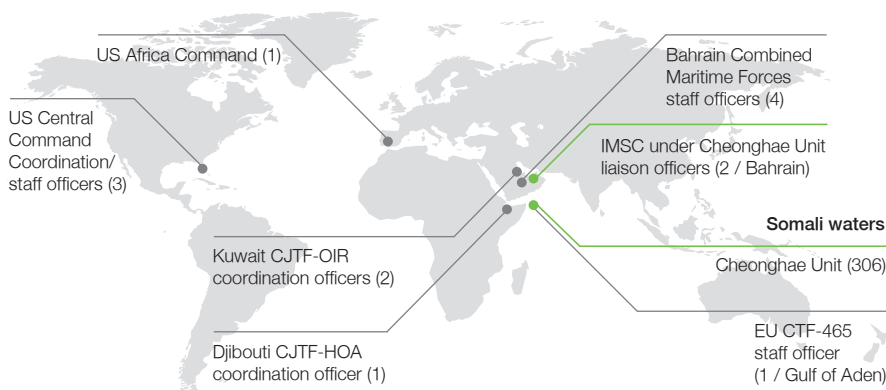 US Africa Command (1)
US Central
Command
Coordination/
staff officers (3)
Bahrain Combined
Maritime Forces
staff officers (4)
IMSC under Cheonghae Unit
liaison officers (2 / Bahrain)
Somali waters
Cheonghae Unit (306)
Kuwait CJTF-OIR
coordination officers (2)
Djibouti CJTF-HOA
coordination officer (1)
EU CTF-465
staff officer
(1 / Gulf of Aden)